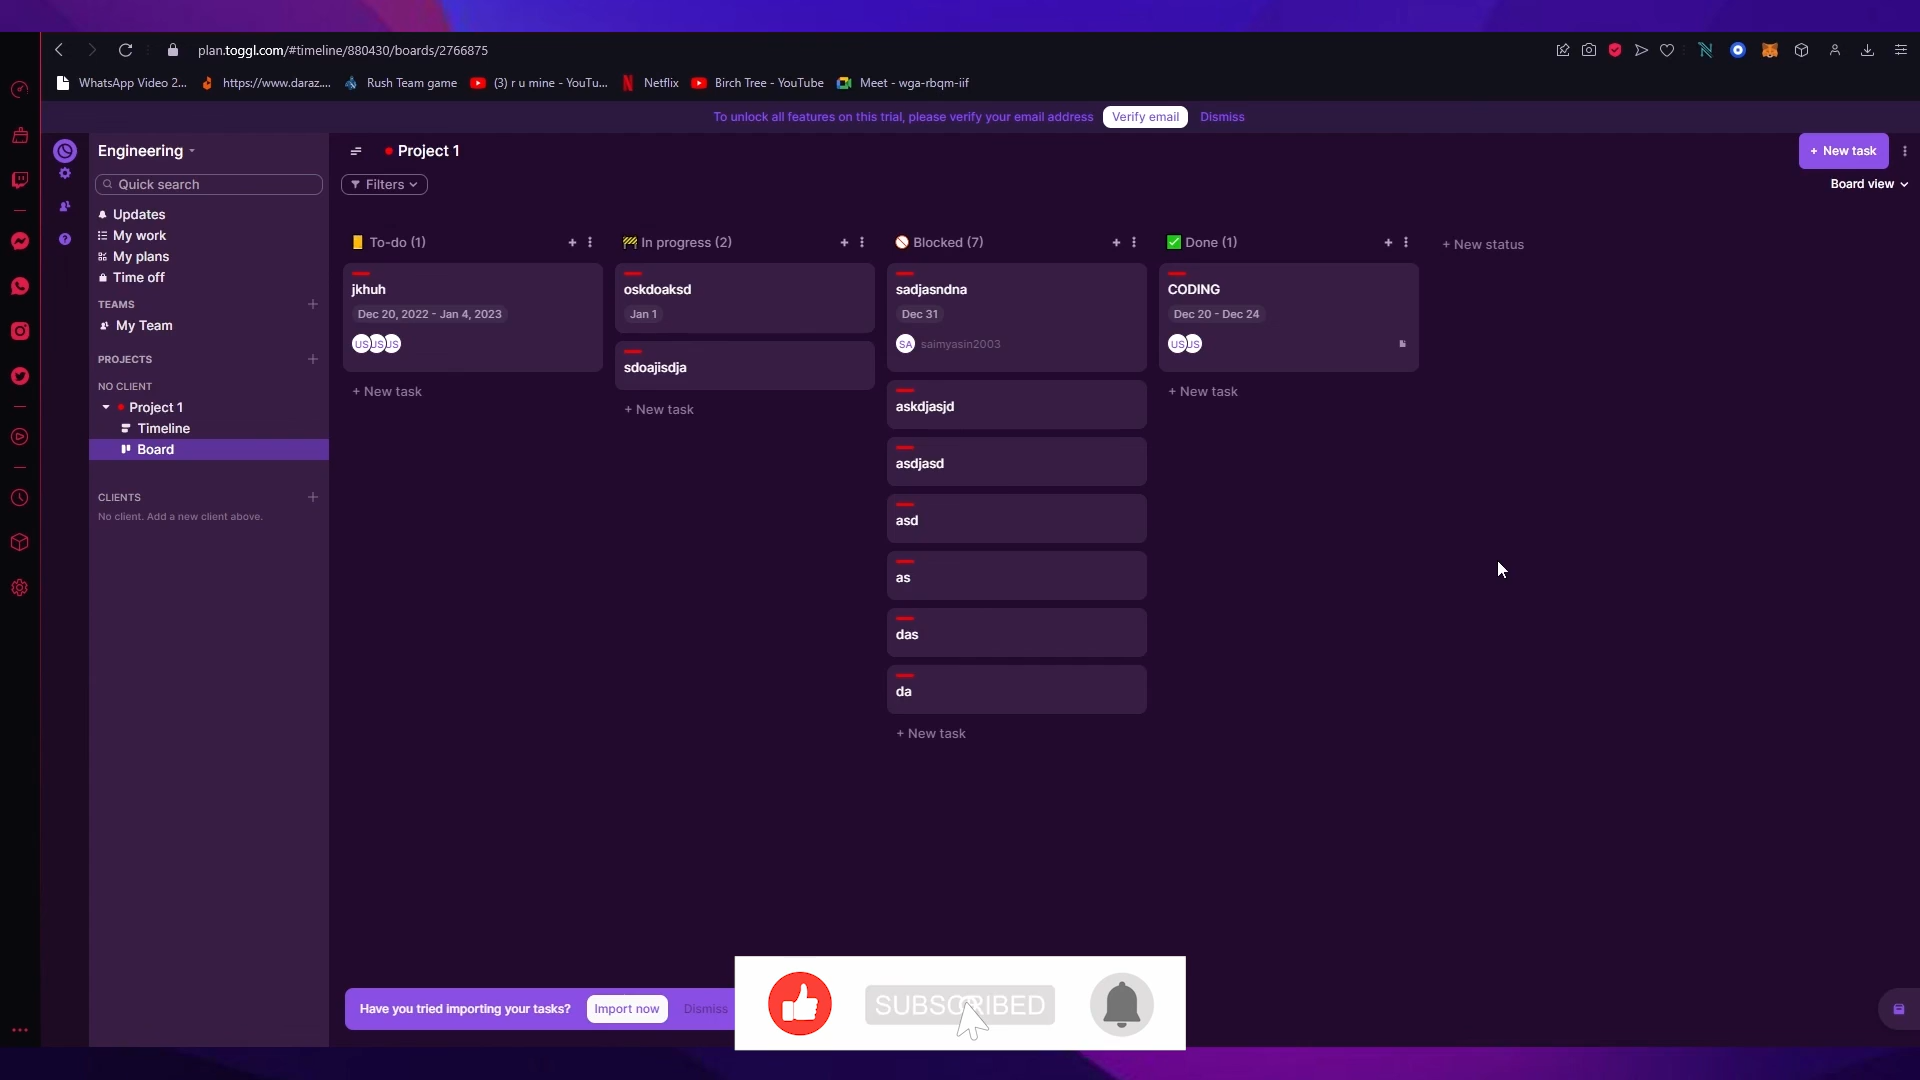 plan.toggl.com/#timeline/880430/boards/2766875
WhatsApp Video 2... https://www.daraz.... Rush Team game (3) r u mine - YouTu... Netflix Birch Tree - YouTube Meet - wga-rbqm-iif
To unlock all features on this trial, please verify your email address Verify email Dismiss
Engineering
Project 1
+ New task
Quick search
Filters
Board view
Updates
My work
My plans
Time off
TEAMS
My Team
PROJECTS
NO CLIENT
Project 1
Timeline
Board
CLIENTS
No client. Add a new client above.
To-do (1)
jkhuh
Dec 20, 2022 - Jan 4, 2023
US US US
+ New task
In progress (2)
oskdoaksd
Jan 1
sdoajisdja
+ New task
Blocked (7)
sadjasndna
Dec 31
SA saimyasin2003
askdjasjd
asdjasd
asd
as
das
da
+ New task
Done (1)
CODING
Dec 20 - Dec 24
US US
+ New task
+ New status
Have you tried importing your tasks? Import now Dismiss
SUBSCRIBED